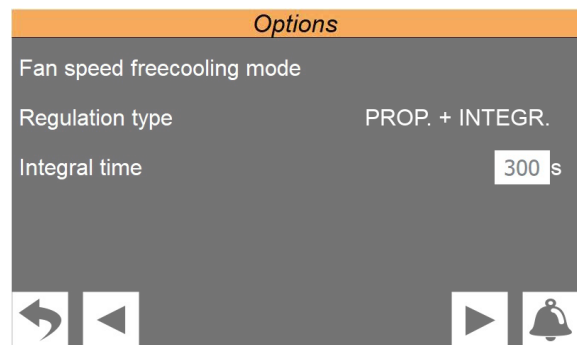 Options
Fan speed freecooling mode
Regulation type PROP. + INTEGR.
Integral time 300 s